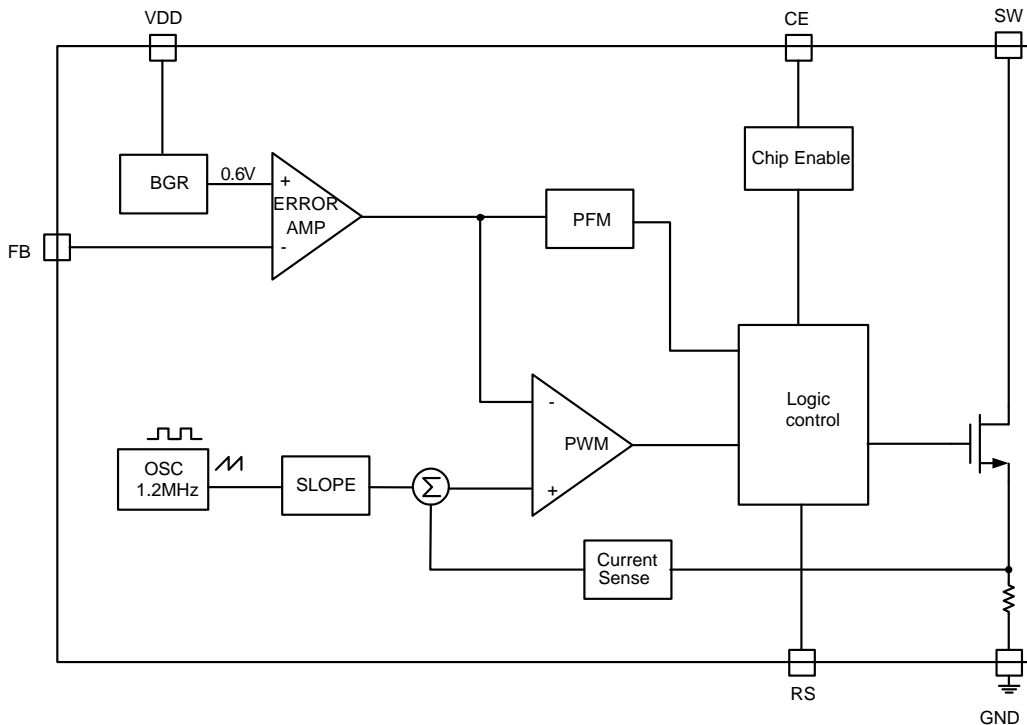 VDD
CE
SW
Chip Enable
BGR
0.6V
+
ERROR
AMP
-
PFM
FB
Logic
control
-
PWM
+
OSC
1.2MHz
SLOPE
Σ
Current
Sense
RS
GND